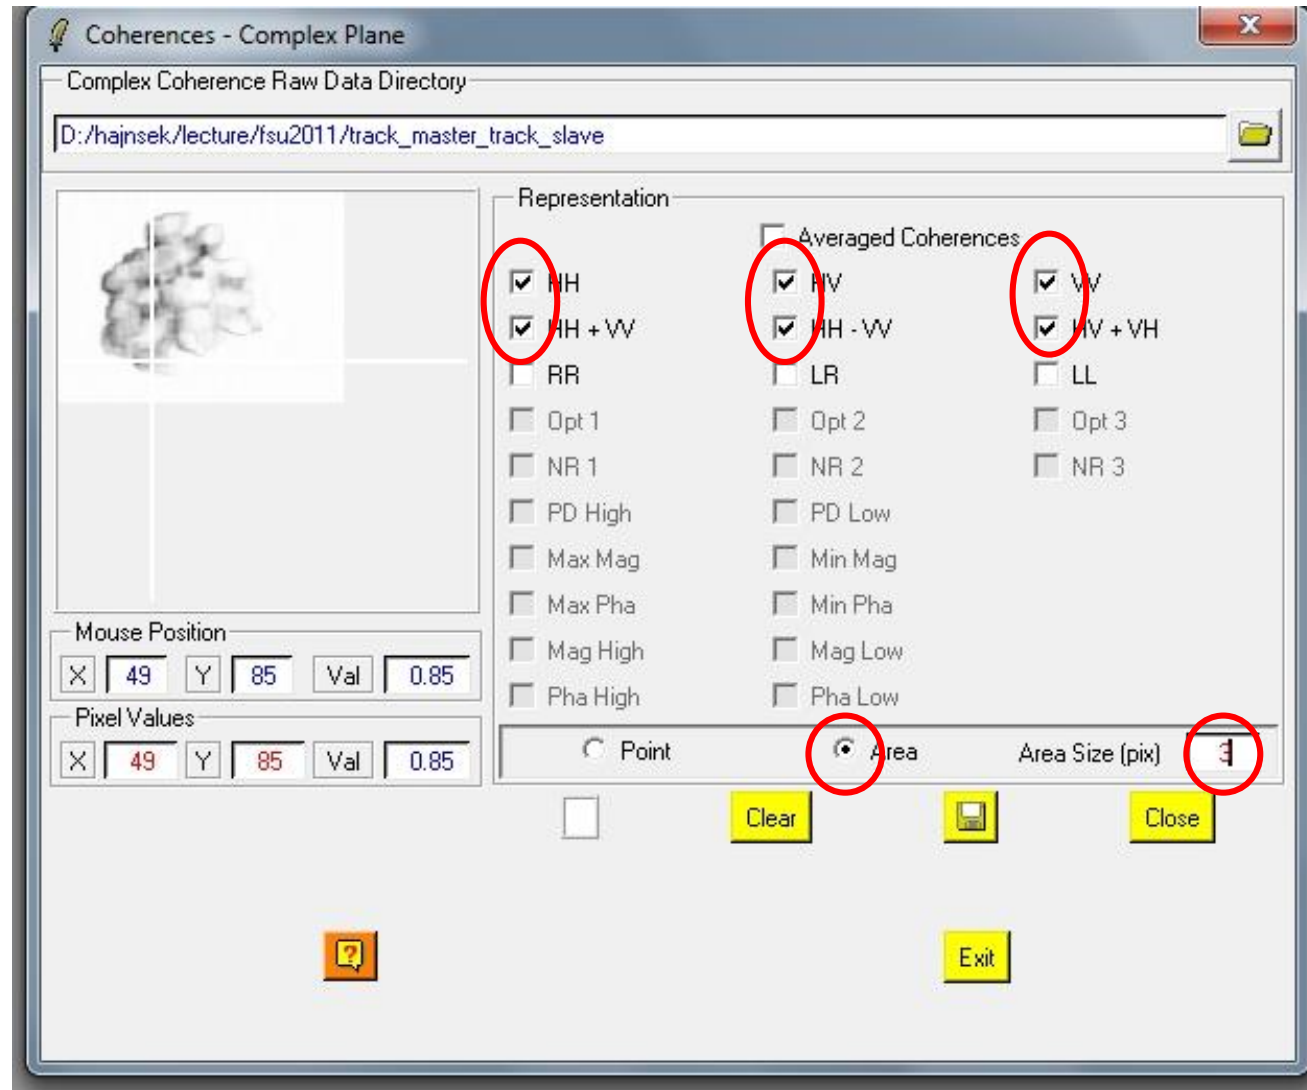 Coherences - Complex Plane
Complex Coherence Raw Data Directory
D:/hajnsek/lecture/fsu2011/track_master_track_slave
Representation
Averaged Coherences
HH HV VV
HH + VV HH - VV HV + VH
RR LR LL
Opt 1 Opt 2 Opt 3
NR 1 NR 2 NR 3
PD High PD Low
Max Mag Min Mag
Max Pha Min Pha
Mag High Mag Low
Pha High Pha Low
Point Area Area Size (pix) 3
Mouse Position
X 49 Y 85 Val 0.85
Pixel Values
X 49 Y 85 Val 0.85
Clear Close
?
Exit